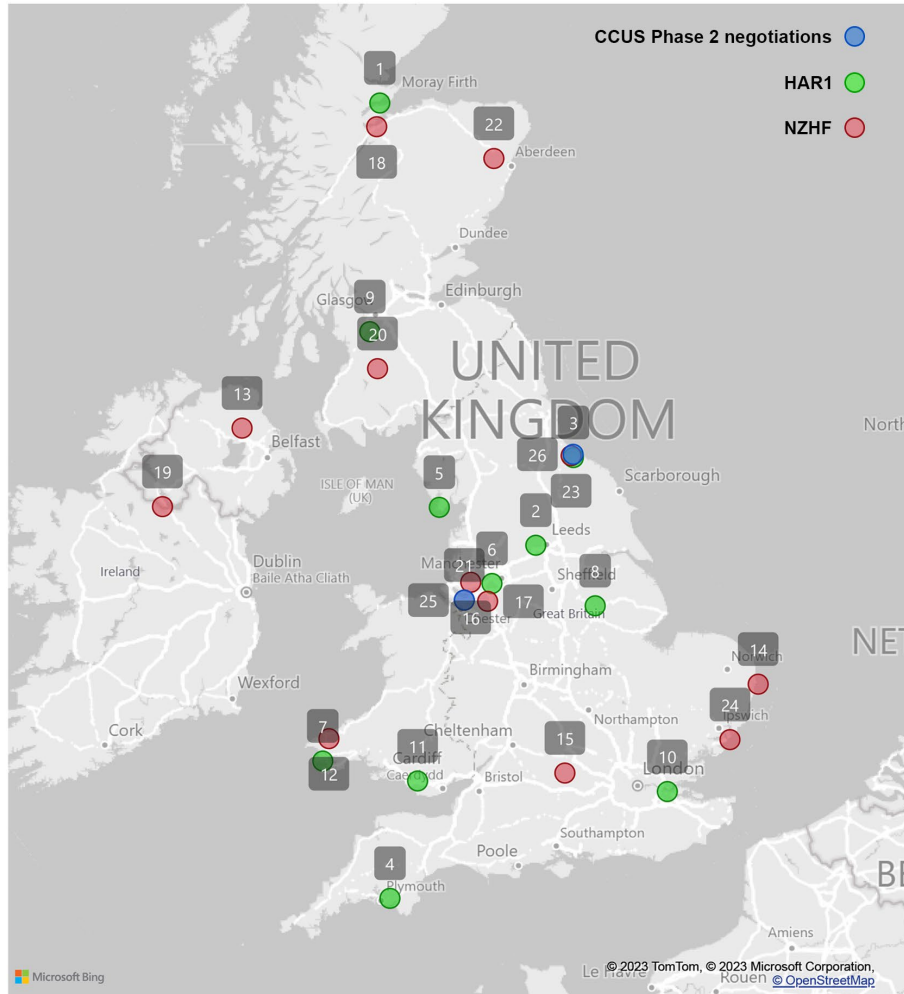 CCUS Phase 2 negotiations
HAR1
NZHF
1
Moray Firth
22
Aberdeen
18
Dundee
9
Edinburgh
20
UNITED
KINGDOM
13
3
North
Belfast
26
19
5
Scarborough
ISLE OF MAN
(UK)
23
2
Leeds
6
Dublin
Baile Atha Cliath
Ireland
21
8
Sheffield
25
17
16
Great Britain
NET
14
Norwich
Birmingham
Wexford
24
Ipswich
Northampton
7
Cork
Cheltenham
11
15
10
Cardiff
Caerdydd
12
Bristol
London
Southampton
Poole
4
Plymouth
BE
Amiens
Microsoft Bing
© 2023 TomTom, © 2023 Microsoft Corporation,
© OpenStreetMap
Le Havre
Rouen